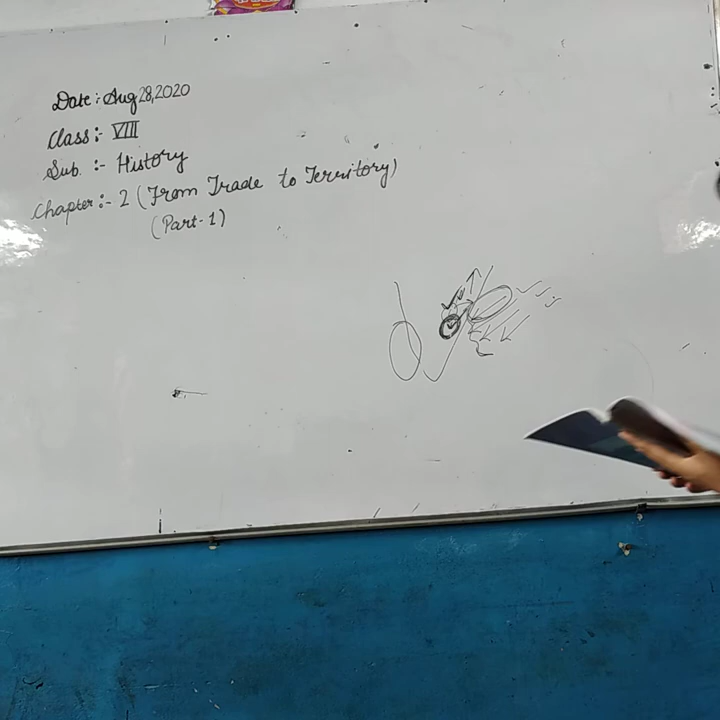 Date : Aug 28, 2020
Class :- VIII
Sub. :- History
Chapter :- 2 (From Trade to Territory)
(Part-1)